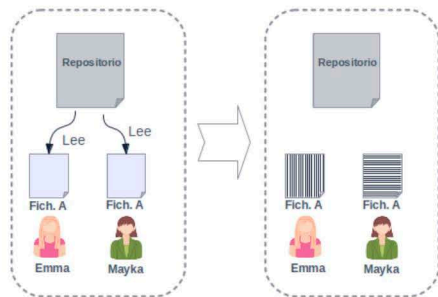 Repositorio
Lee
Lee
Fich. A
Fich. A
Emma
Mayka
Repositorio
Fich. A
Fich. A
Emma
Mayka